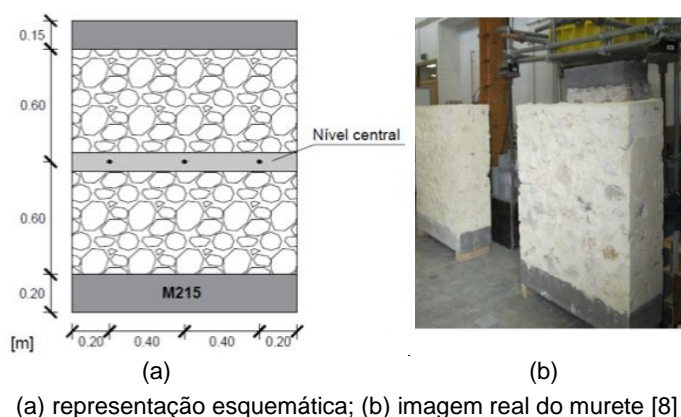 0.15
0.60
Nível central
0.60
0.20
M215
[m]
0.20 0.40 0.40 0.20
(a) (b)
(a) representação esquemática; (b) imagem real do murete [8]